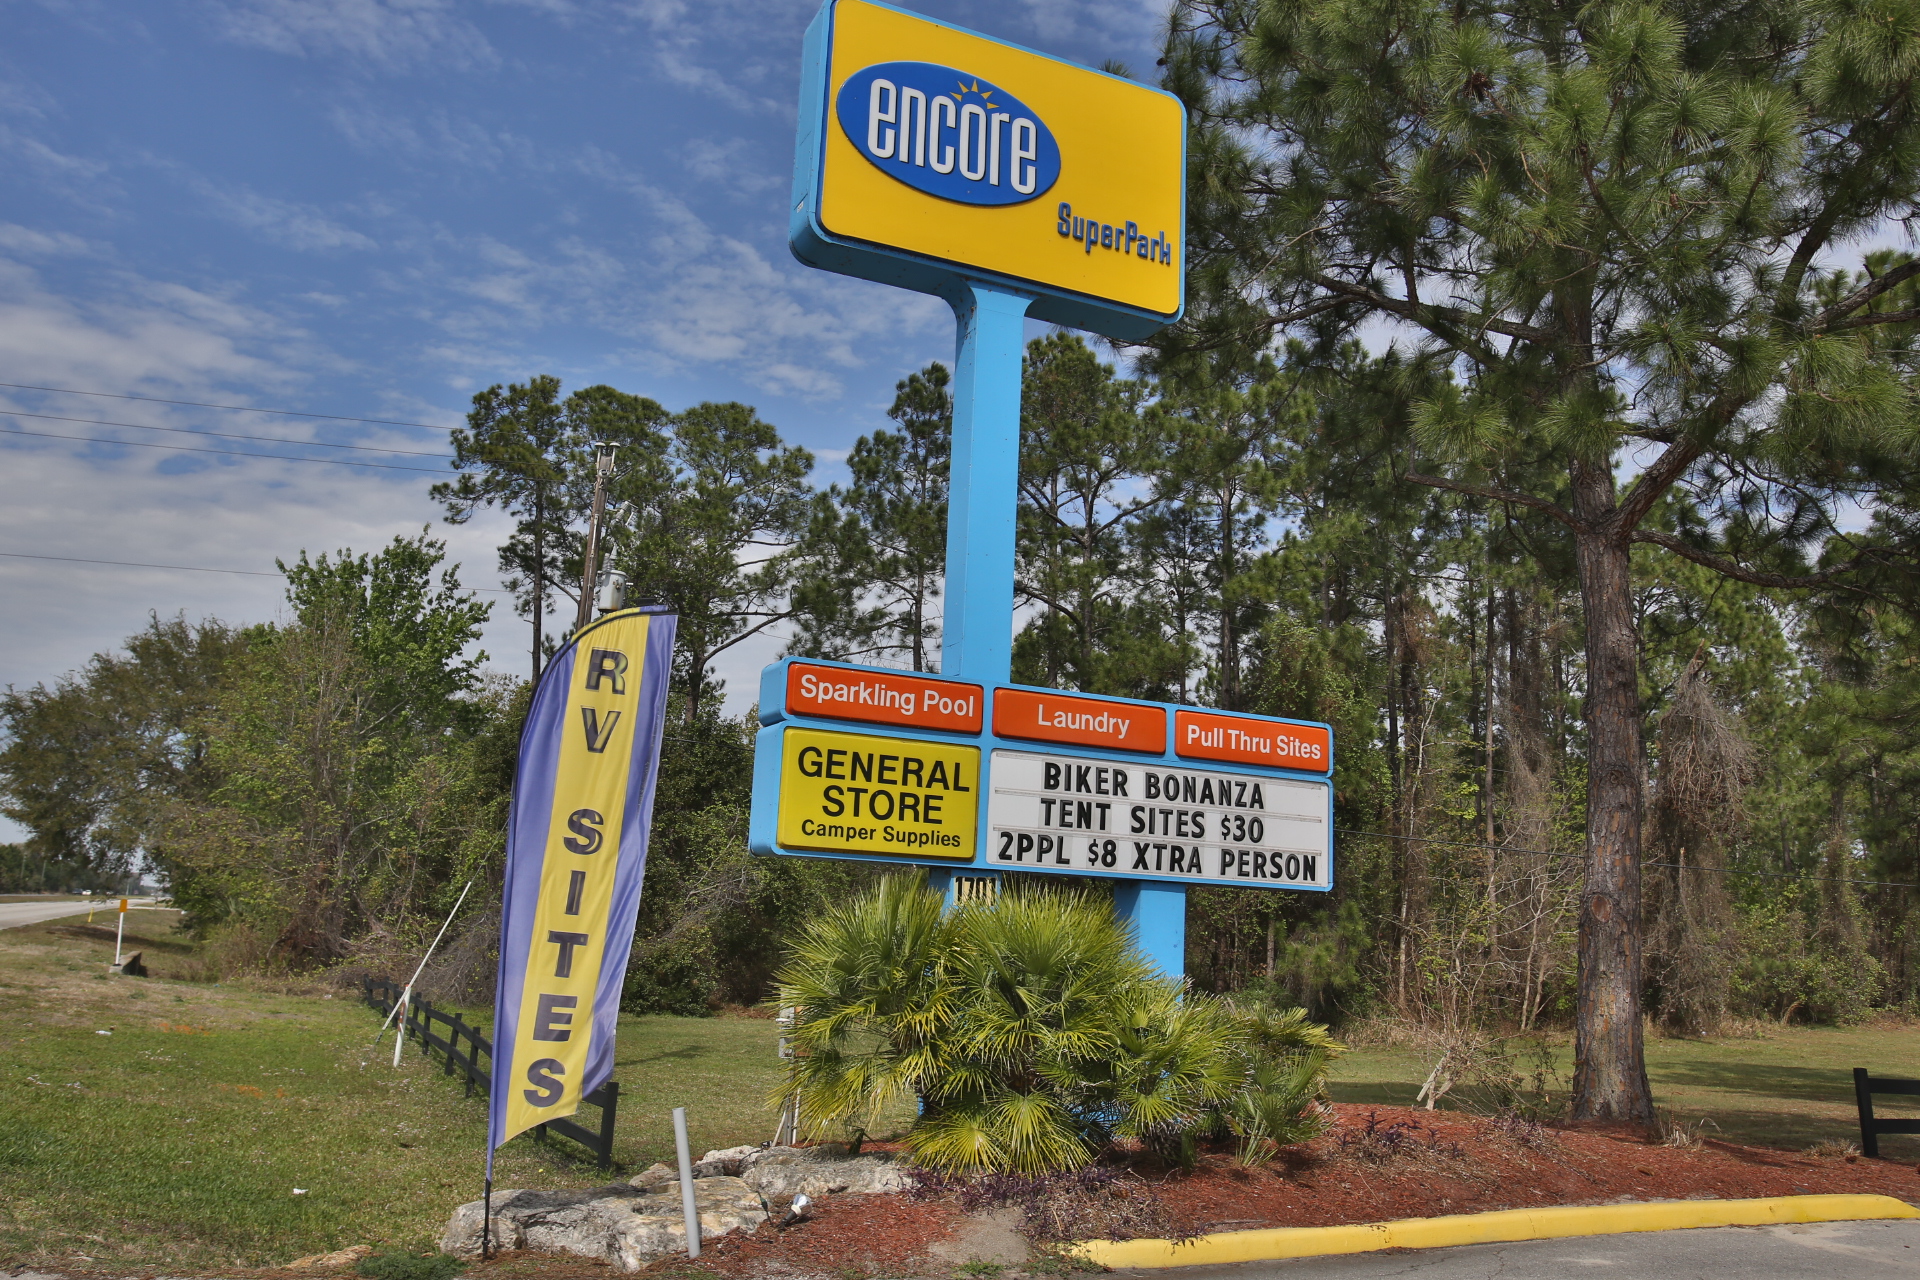 encore
SuperPark
Sparkling Pool
Laundry
Pull Thru Sites
GENERAL
STORE
Camper Supplies
BIKER BONANZA
TENT SITES $30
2PPL $8 XTRA PERSON
RV SITES